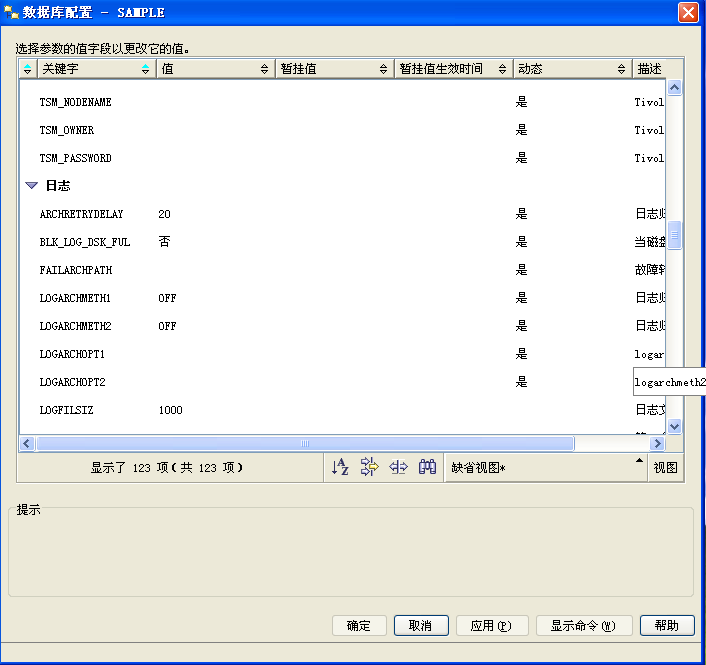 数据库配置 - SAMPLE
选择参数的值字段以更改它的值。
关键字 值 暂挂值 暂挂值生效时间 动态 描述
TSM_NODENAME 是 Tivol
TSM_OWNER 是 Tivol
TSM_PASSWORD 是 Tivol
日志
ARCHRETRYDELAY 20 是 日志归
BLK_LOG_DSK_FUL 否 是 当磁盘
FAILARCHPATH 是 故障转
LOGARCHMETH1 OFF 是 日志归
LOGARCHMETH2 OFF 是 日志归
LOGARCHOPT1 是 logar
LOGARCHOPT2 是 logarchmeth2
LOGFILSIZ 1000 日志文
显示了 123 项(共 123 项) 缺省视图* 视图
提示
确定 取消 应用(P) 显示命令(W) 帮助